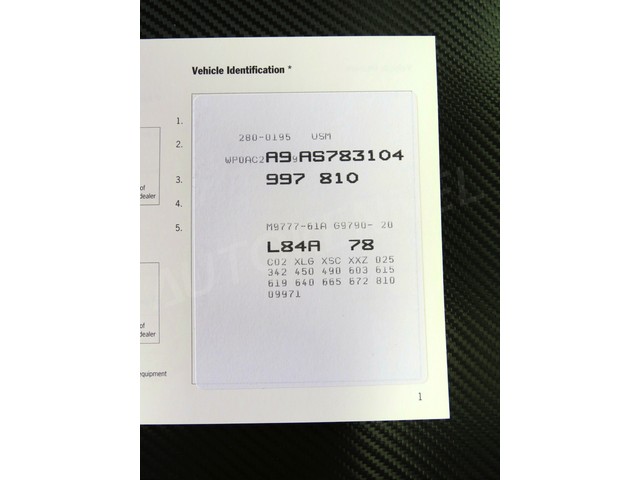 Vehicle Identification *
1.
280-0195 USM
2.
WP0AC2A99AS783104
3.
997 810
of
dealer
4.
5.
M9777-61A G9790- 20
L84A 78
C02 XLG XSC XXZ 025
342 450 490 603 615
619 640 665 672 810
09971
of
dealer
equipment
1